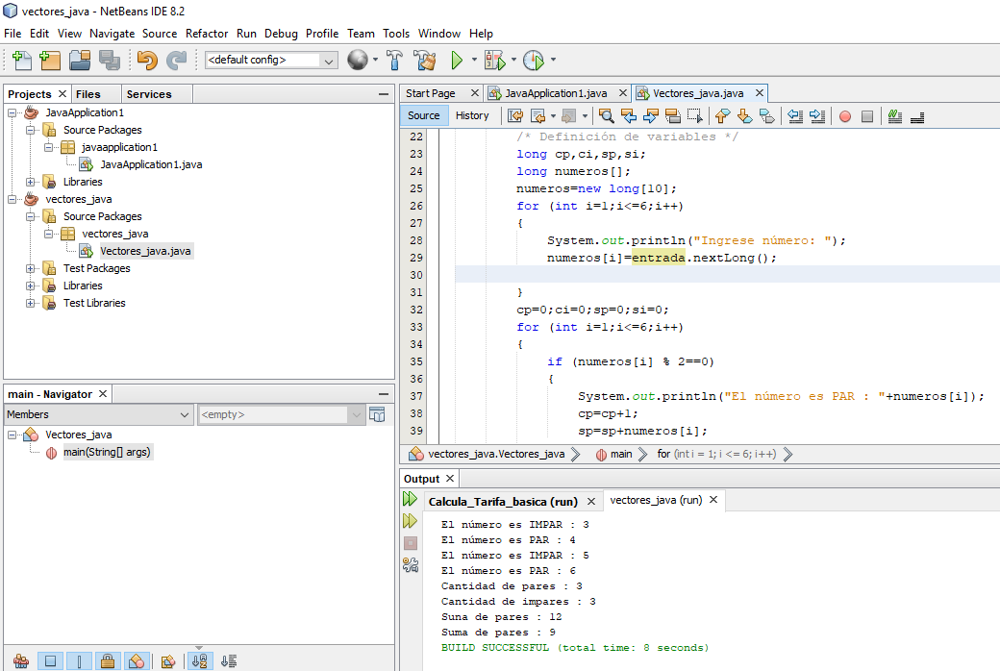 vectores_java - NetBeans IDE 8.2
File Edit View Navigate Source Refactor Run Debug Profile Team Tools Window Help
<default config>
Projects Files Services
JavaApplication1
Source Packages
javaapplication1
JavaApplication1.java
Libraries
vectores_java
Source Packages
vectores_java
Vectores_java.java
Test Packages
Libraries
Test Libraries
main - Navigator
Members <empty>
Vectores_java
main(String[] args)
Start Page JavaApplication1.java Vectores_java.java
Source History
22 /* Definición de variables */
23 long cp,ci,sp,si;
24 long numeros[];
25 numeros=new long[10];
26 for (int i=1;i<=6;i++)
27 {
28 System.out.println("Ingrese número: ");
29 numeros[i]=entrada.nextLong();
30
31 }
32 cp=0;ci=0;sp=0;si=0;
33 for (int i=1;i<=6;i++)
34 {
35 if (numeros[i] % 2==0)
36 {
37 System.out.println("El número es PAR : "+numeros[i]);
38 cp=cp+1;
39 sp=sp+numeros[i];
vectores_java.Vectores_java main for (int i = 1; i <= 6; i++)
Output
Calcula_Tarifa_basica (run) vectores_java (run)
El número es IMPAR : 3
El número es PAR : 4
El número es IMPAR : 5
El número es PAR : 6
Cantidad de pares : 3
Cantidad de impares : 3
Suna de pares : 12
Suma de pares : 9
BUILD SUCCESSFUL (total time: 8 seconds)